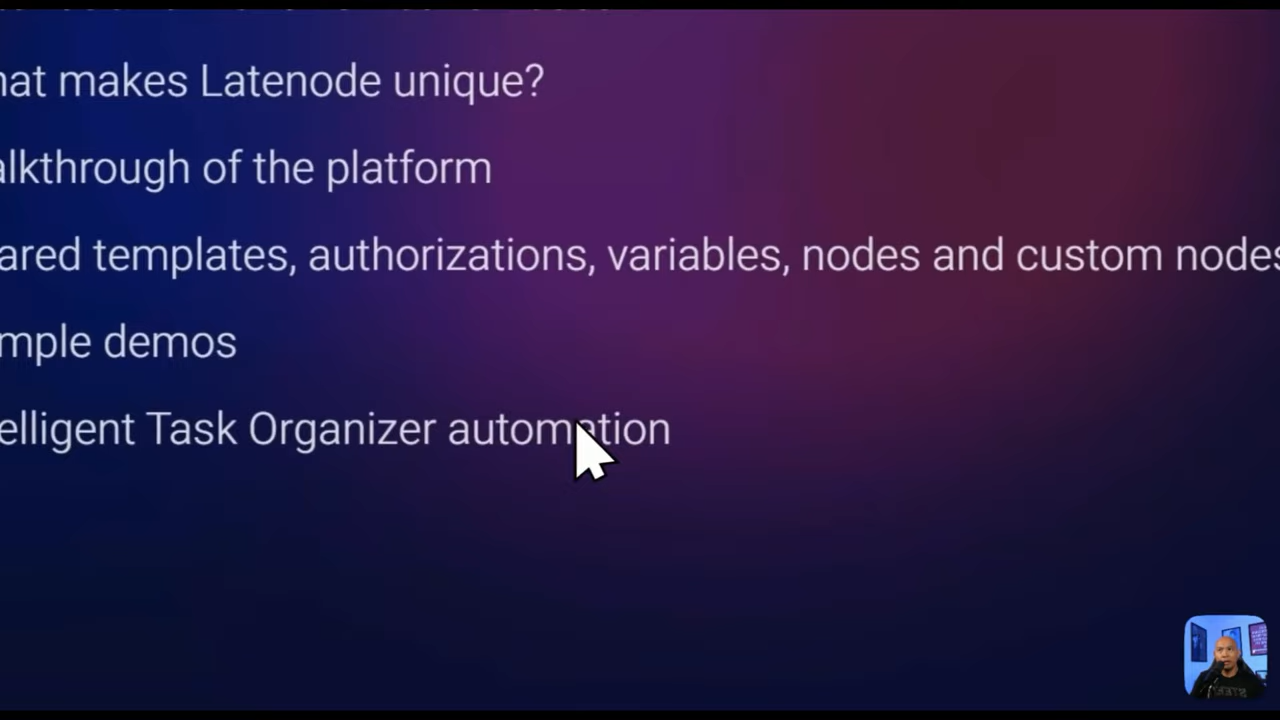 hat makes Latenode unique?
alkthrough of the platform
ared templates, authorizations, variables, nodes and custom nodes
mple demos
elligent Task Organizer automation